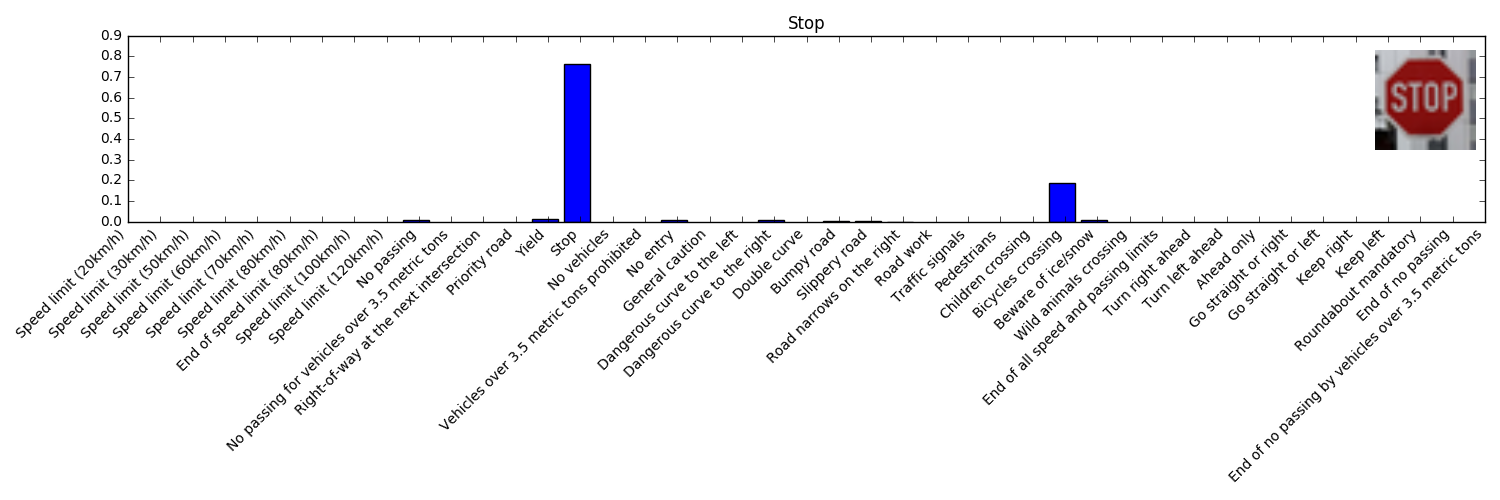 Stop
0.9
0.8
0.7
0.6
0.5
0.4
0.3
0.2
0.1
0.0
STOP
Speed limit (20km/h)
Speed limit (30km/h)
Speed limit (50km/h)
Speed limit (60km/h)
Speed limit (70km/h)
Speed limit (80km/h)
End of speed limit (80km/h)
Speed limit (100km/h)
Speed limit (120km/h)
No passing
No passing for vehicles over 3.5 metric tons
Right-of-way at the next intersection
Priority road
Yield
Stop
No vehicles
Vehicles over 3.5 metric tons prohibited
No entry
General caution
Dangerous curve to the left
Dangerous curve to the right
Double curve
Bumpy road
Slippery road
Road narrows on the right
Road work
Traffic signals
Pedestrians
Children crossing
Bicycles crossing
Beware of ice/snow
Wild animals crossing
End of all speed and passing limits
Turn right ahead
Turn left ahead
Ahead only
Go straight or right
Go straight or left
Keep right
Keep left
Roundabout mandatory
End of no passing
End of no passing by vehicles over 3.5 metric tons